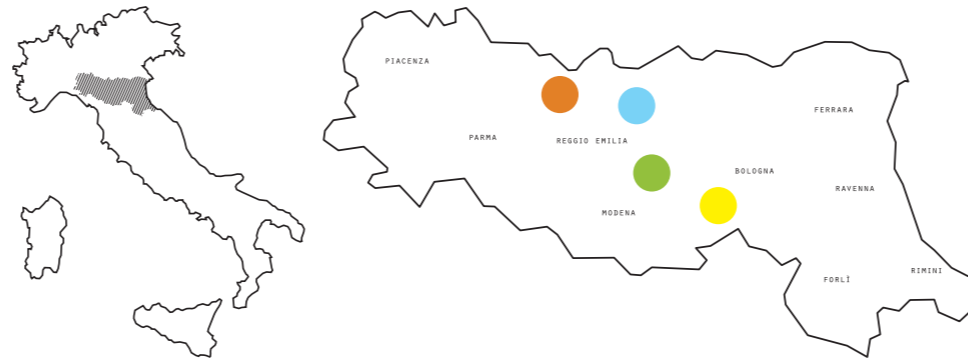 PIACENZA
FERRARA
PARMA
REGGIO EMILIA
BOLOGNA
RAVENNA
MODENA
RIMINI
FORLÌ